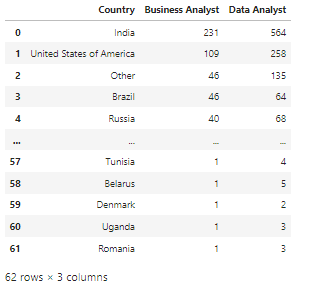 Country Business Analyst Data Analyst
0 India 231 564
1 United States of America 109 258
2 Other 46 135
3 Brazil 46 64
4 Russia 40 68
... ... ... ...
57 Tunisia 1 4
58 Belarus 1 5
59 Denmark 1 2
60 Uganda 1 3
61 Romania 1 3
62 rows × 3 columns